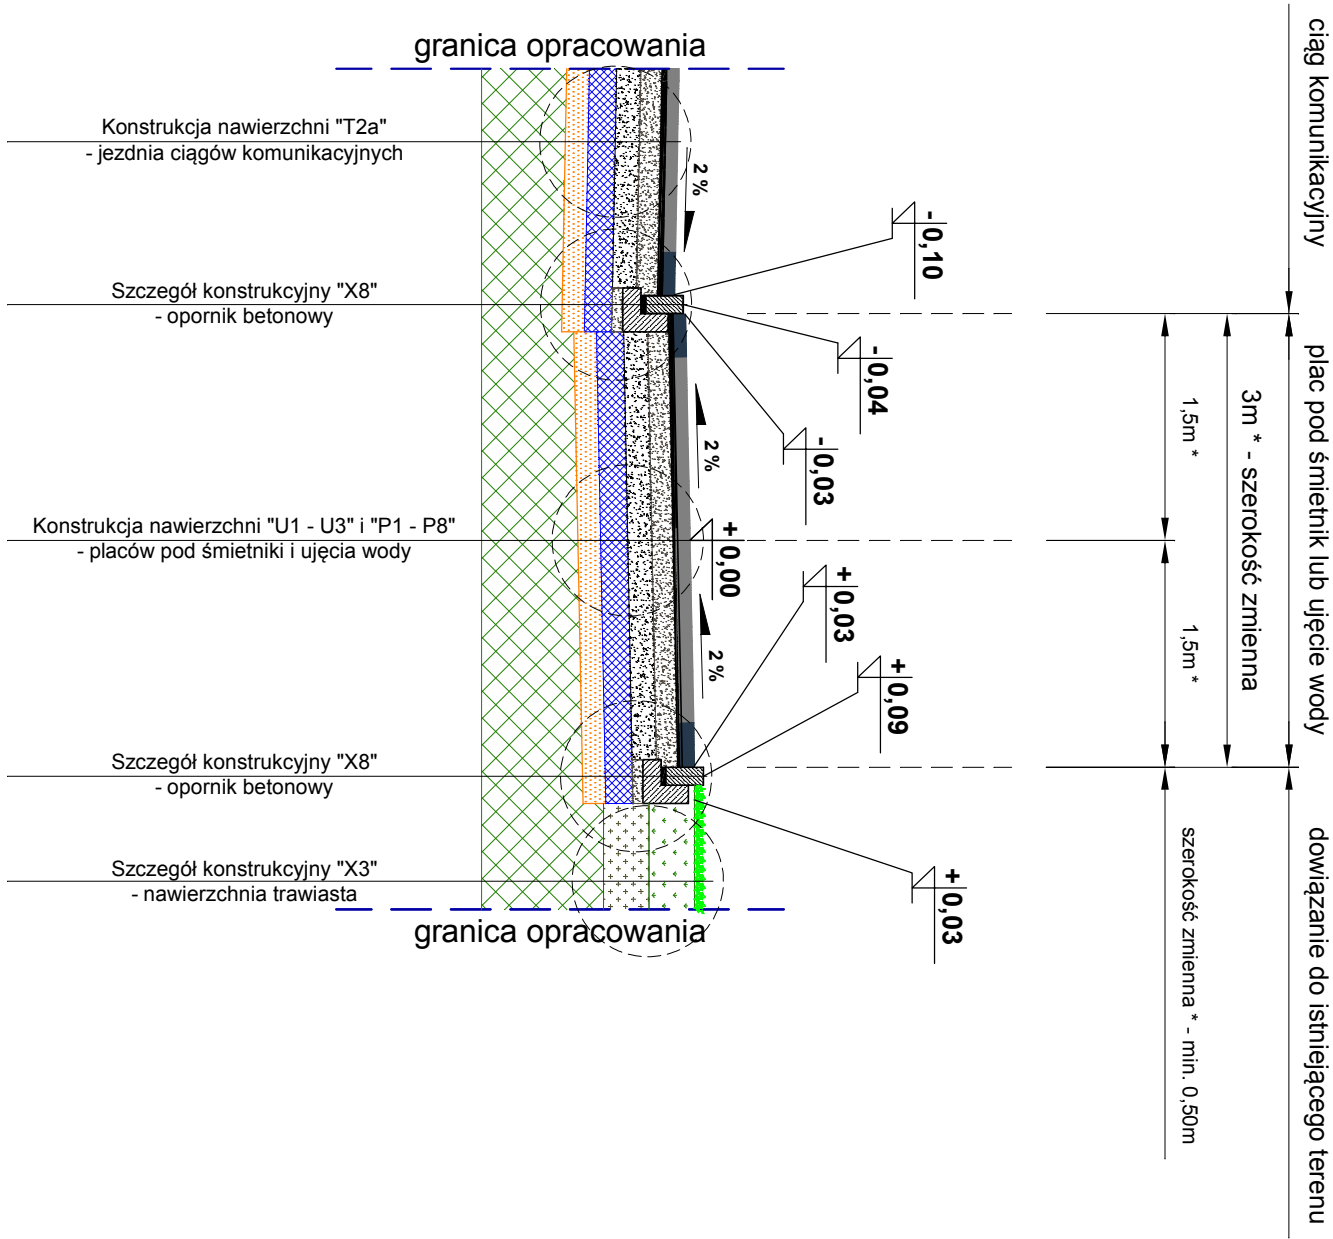 granica opracowania
Konstrukcja nawierzchni "T2a"
- jezdnia ciągów komunikacyjnych
Szczegół konstrukcyjny "X8"
- opornik betonowy
Konstrukcja nawierzchni "U1 - U3" i "P1 - P8"
- placów pod śmietniki i ujęcia wody
Szczegół konstrukcyjny "X8"
- opornik betonowy
Szczegół konstrukcyjny "X3"
- nawierzchnia trawiasta
granica opracowania
2 %
2 %
2 %
-0,10
-0,04
-0,03
+0,00
+0,03
+0,09
+0,03
ciąg komunikacyjny
plac pod śmietnik lub ujęcie wody
dowiązanie do istniejącego terenu
3m * - szerokość zmienna
1,5m *
1,5m *
szerokość zmienna * - min. 0,50m